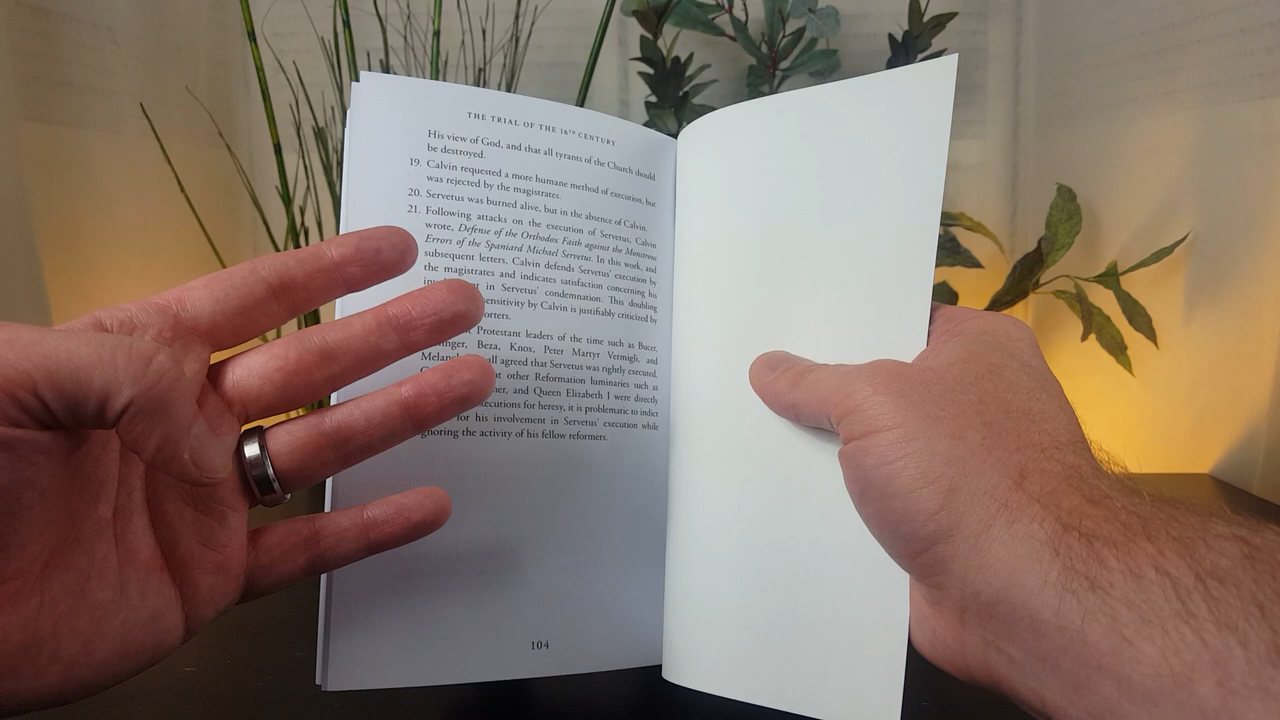 THE TRIAL OF THE 16TH CENTURY
His view of God, and that all tyrants of the Church should
be destroyed.
19. Calvin requested a more humane method of execution, but
was rejected by the magistrates.
20. Servetus was burned alive, but in the absence of Calvin.
21. Following attacks on the execution of Servetus, Calvin
wrote, Defense of the Orthodox Faith against the Monstrous
Errors of the Spaniard Michael Servetus. In this work, and
subsequent letters, Calvin defends Servetus' execution by
the magistrates and indicates satisfaction concerning his
in Servetus' condemnation. This doubling
by Calvin is justifiably criticized by
Protestant leaders of the time such as Bucer,
Beza, Knox, Peter Martyr Vermigli, and
all agreed that Servetus was rightly executed.
other Reformation luminaries such as
and Queen Elizabeth I were directly
for heresy, it is problematic to indict
for his involvement in Servetus' execution while
the activity of his fellow reformers.
104